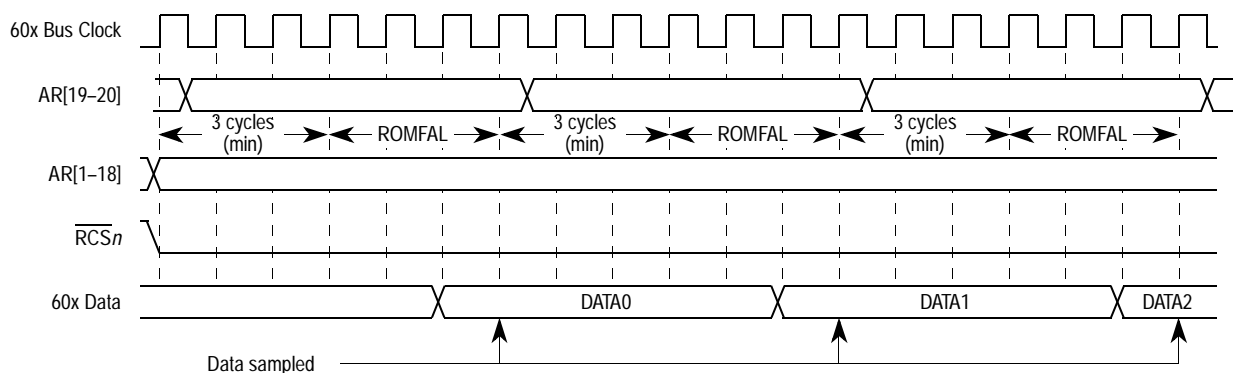 60x Bus Clock
AR[19–20]
3 cycles
(min)
ROMFAL
3 cycles
(min)
ROMFAL
3 cycles
(min)
ROMFAL
AR[1–18]
RCSn
60x Data
DATA0
DATA1
DATA2
Data sampled